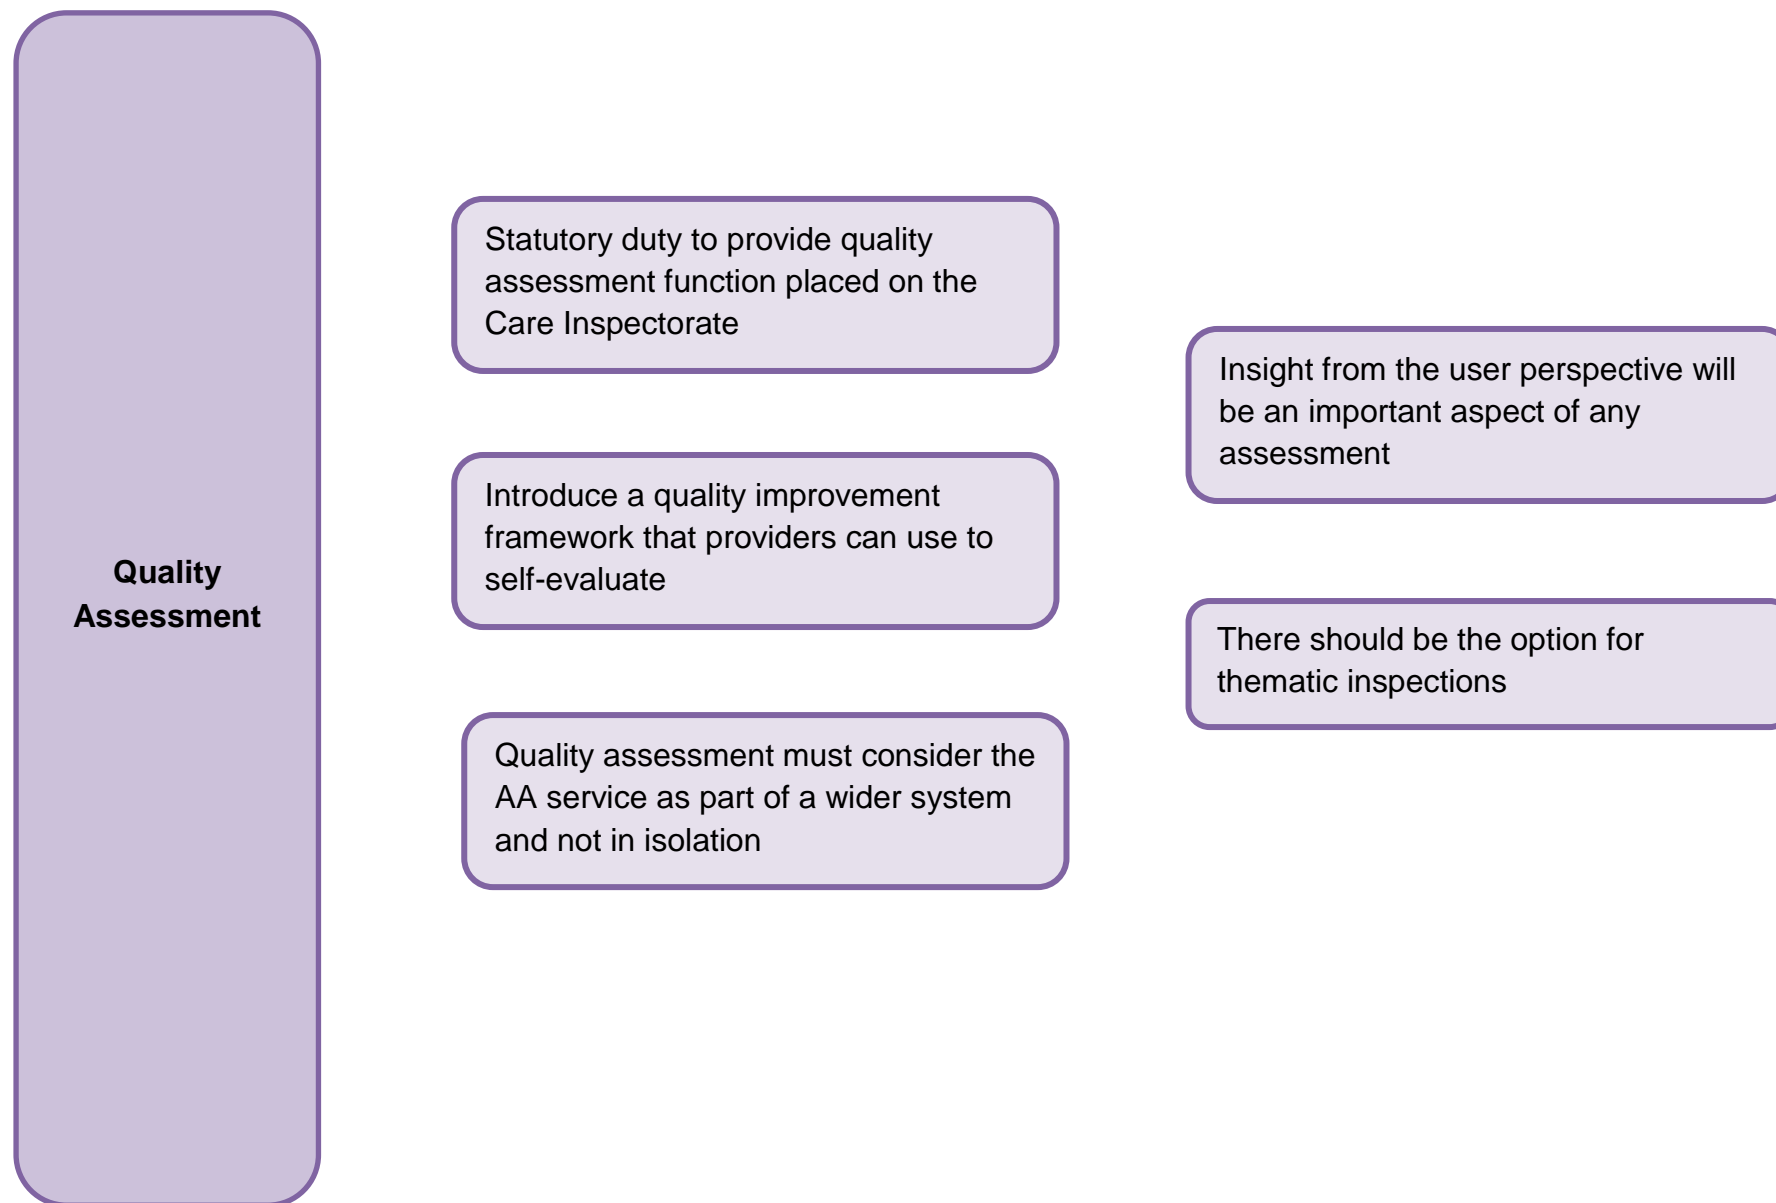 Quality
Assessment
Statutory duty to provide quality
assessment function placed on the
Care Inspectorate
Introduce a quality improvement
framework that providers can use to
self-evaluate
Quality assessment must consider the
AA service as part of a wider system
and not in isolation
Insight from the user perspective will
be an important aspect of any
assessment
There should be the option for
thematic inspections